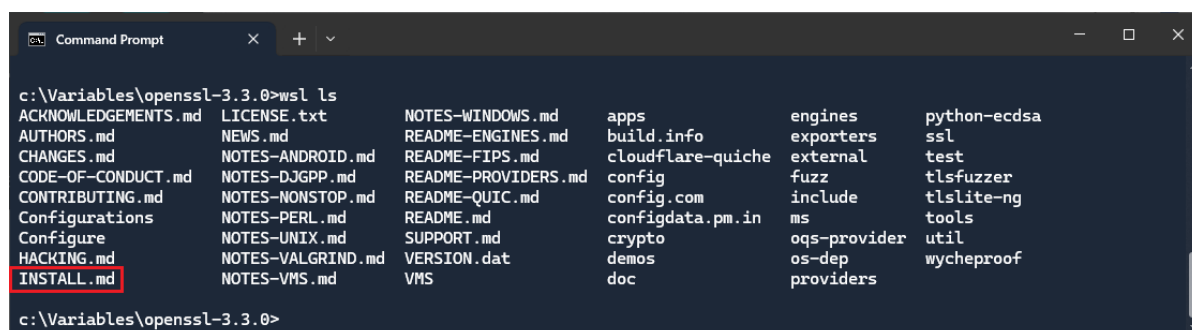 Command Prompt
c:\Variables\openssl-3.3.0>wsl ls
ACKNOWLEDGEMENTS.md LICENSE.txt NOTES-WINDOWS.md apps engines python-ecdsa
AUTHORS.md NEWS.md README-ENGINES.md build.info exporters ssl
CHANGES.md NOTES-ANDROID.md README-FIPS.md cloudflare-quiche external test
CODE-OF-CONDUCT.md NOTES-DJGPP.md README-PROVIDERS.md config fuzz tlsfuzzer
CONTRIBUTING.md NOTES-NONSTOP.md README-QUIC.md config.com include tlslite-ng
Configurations NOTES-PERL.md README.md configdata.pm.in ms tools
Configure NOTES-UNIX.md SUPPORT.md crypto oqs-provider util
HACKING.md NOTES-VALGRIND.md VERSION.dat demos os-dep wycheproof
INSTALL.md NOTES-VMS.md VMS doc providers
c:\Variables\openssl-3.3.0>